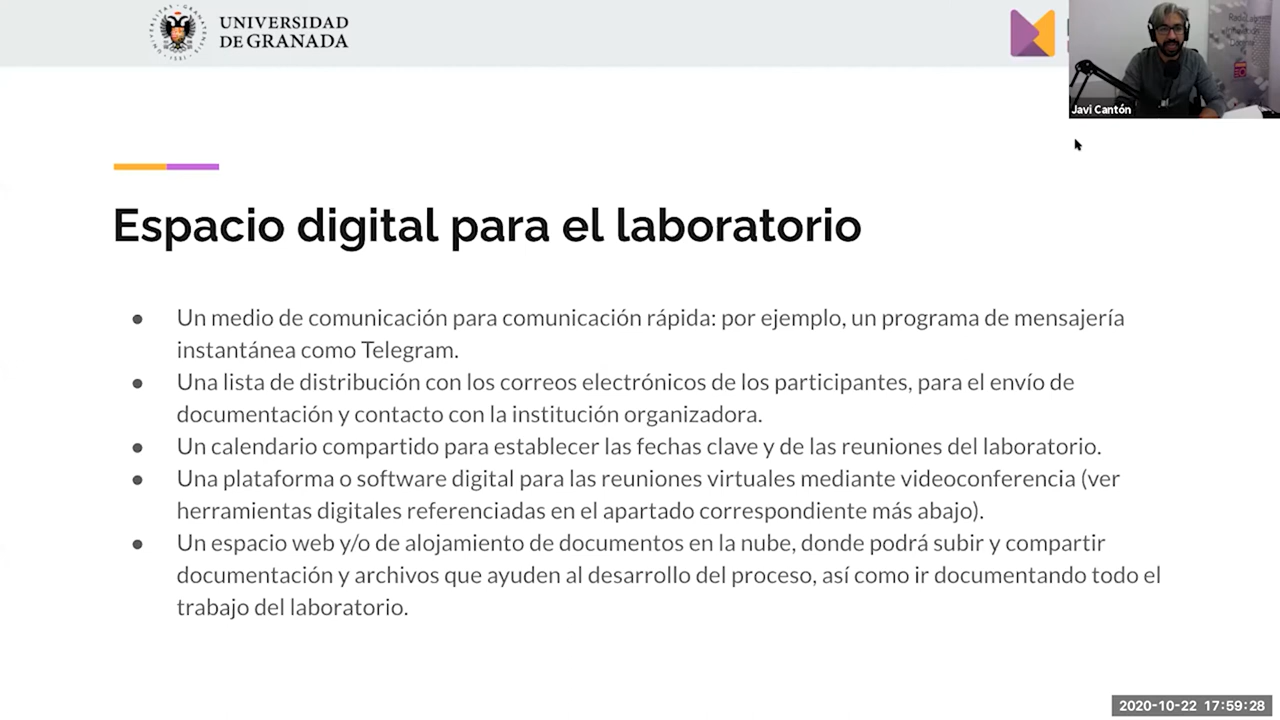 UNIVERSIDAD
DE GRANADA
Javi Cantón
Espacio digital para el laboratorio
● Un medio de comunicación para comunicación rápida: por ejemplo, un programa de mensajería
instantánea como Telegram.
● Una lista de distribución con los correos electrónicos de los participantes, para el envío de
documentación y contacto con la institución organizadora.
● Un calendario compartido para establecer las fechas clave y de las reuniones del laboratorio.
● Una plataforma o software digital para las reuniones virtuales mediante videoconferencia (ver
herramientas digitales referenciadas en el apartado correspondiente más abajo).
● Un espacio web y/o de alojamiento de documentos en la nube, donde podrá subir y compartir
documentación y archivos que ayuden al desarrollo del proceso, así como ir documentando todo el
trabajo del laboratorio.
2020-10-22 17:59:28